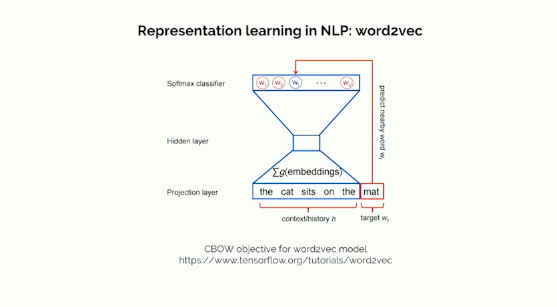 Representation learning in NLP: word2vec
Softmax classifier
w₁ w₂ wₜ ...
predict nearby word wₜ
Hidden layer
∑g(embeddings)
Projection layer
the cat sits on the mat
context/history h
target wₜ
CBOW objective for word2vec model
https://www.tensorflow.org/tutorials/word2vec